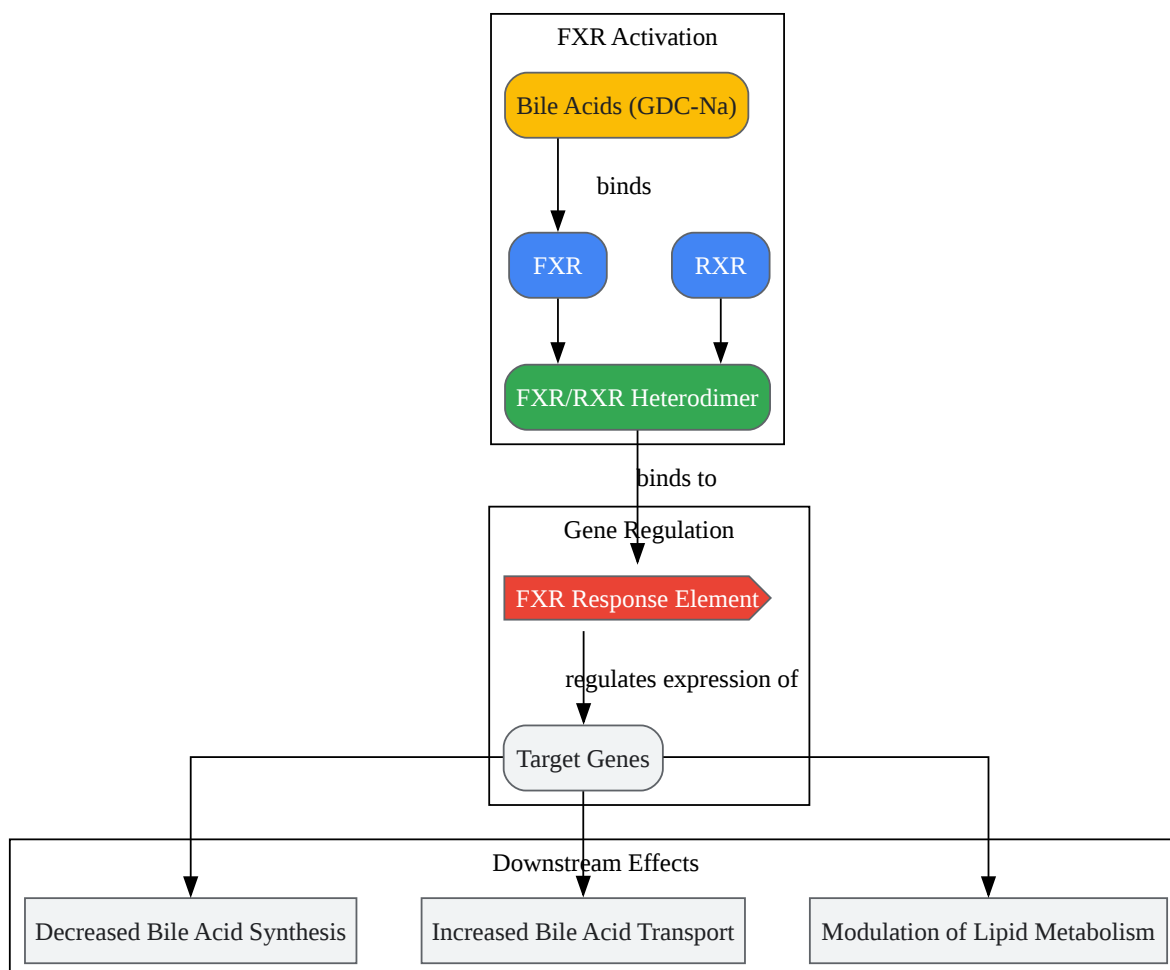 FXR Activation
Bile Acids (GDC-Na)
binds
FXR
RXR
FXR/RXR Heterodimer
binds to
Gene Regulation
FXR Response Element
regulates expression of
Target Genes
Downstream Effects
Decreased Bile Acid Synthesis
Increased Bile Acid Transport
Modulation of Lipid Metabolism